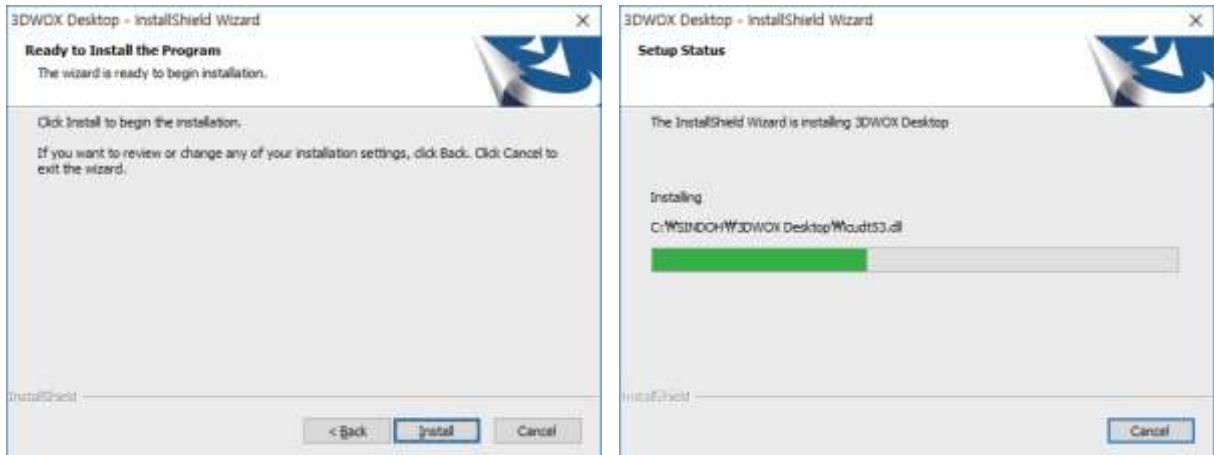 3DWOX Desktop - InstallShield Wizard
Ready to Install the Program
The wizard is ready to begin installation.
Click Install to begin the installation.
If you want to review or change any of your installation settings, click Back. Click Cancel to
exit the wizard.
InstallShield
< Back
Install
Cancel
3DWOX Desktop - InstallShield Wizard
Setup Status
The InstallShield Wizard is installing 3DWOX Desktop
Installing
C:₩SINDOH₩3DWOX Desktop₩icudt53.dll
InstallShield
Cancel